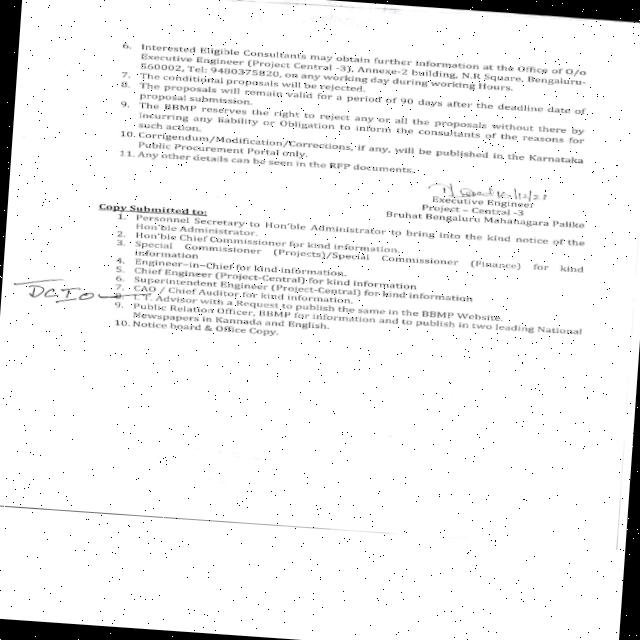 6. Interested Eligible Consultants may obtain further information at the Office of O/o
Executive Engineer (Project Central -3), Annexe-2 building, N.R Square, Bengaluru-
560002, Tel: 9480375820, on any working day during working Hours.
7. The conditional proposals will be rejected.
8. The proposals will remain valid for a period of 90 days after the deadline date of
proposal submission.
9. The BBMP reserves the right to reject any or all the proposals without there by
incurring any liability or Obligation to inform the consultants of the reasons for
such action.
10. Corrigendum/Modification/Corrections, if any, will be published in the Karnataka
Public Procurement Portal only.
11. Any other details can be seen in the RFP documents.
Executive Engineer
Project – Central -3
Bruhat Bengaluru Mahanagara Palike
Copy Submitted to:
1. Personnel Secretary to Hon'ble Administrator to bring into the kind notice of the
Hon'ble Administrator.
2. Hon'ble Chief Commissioner for kind information.
3. Special Commissioner (Projects)/Special Commissioner (Finance) for kind
information
4. Engineer-in-Chief for kind information.
5. Chief Engineer (Project-Central) for kind information
6. Superintendent Engineer (Project-Central) for kind information
7. CAO / Chief Auditor for kind information.
DCTO
8. I.T. Advisor with a Request to publish the same in the BBMP Website.
9. Public Relation Officer, BBMP for information and to publish in two leading National
Newspapers in Kannada and English.
10. Notice board & Office Copy.